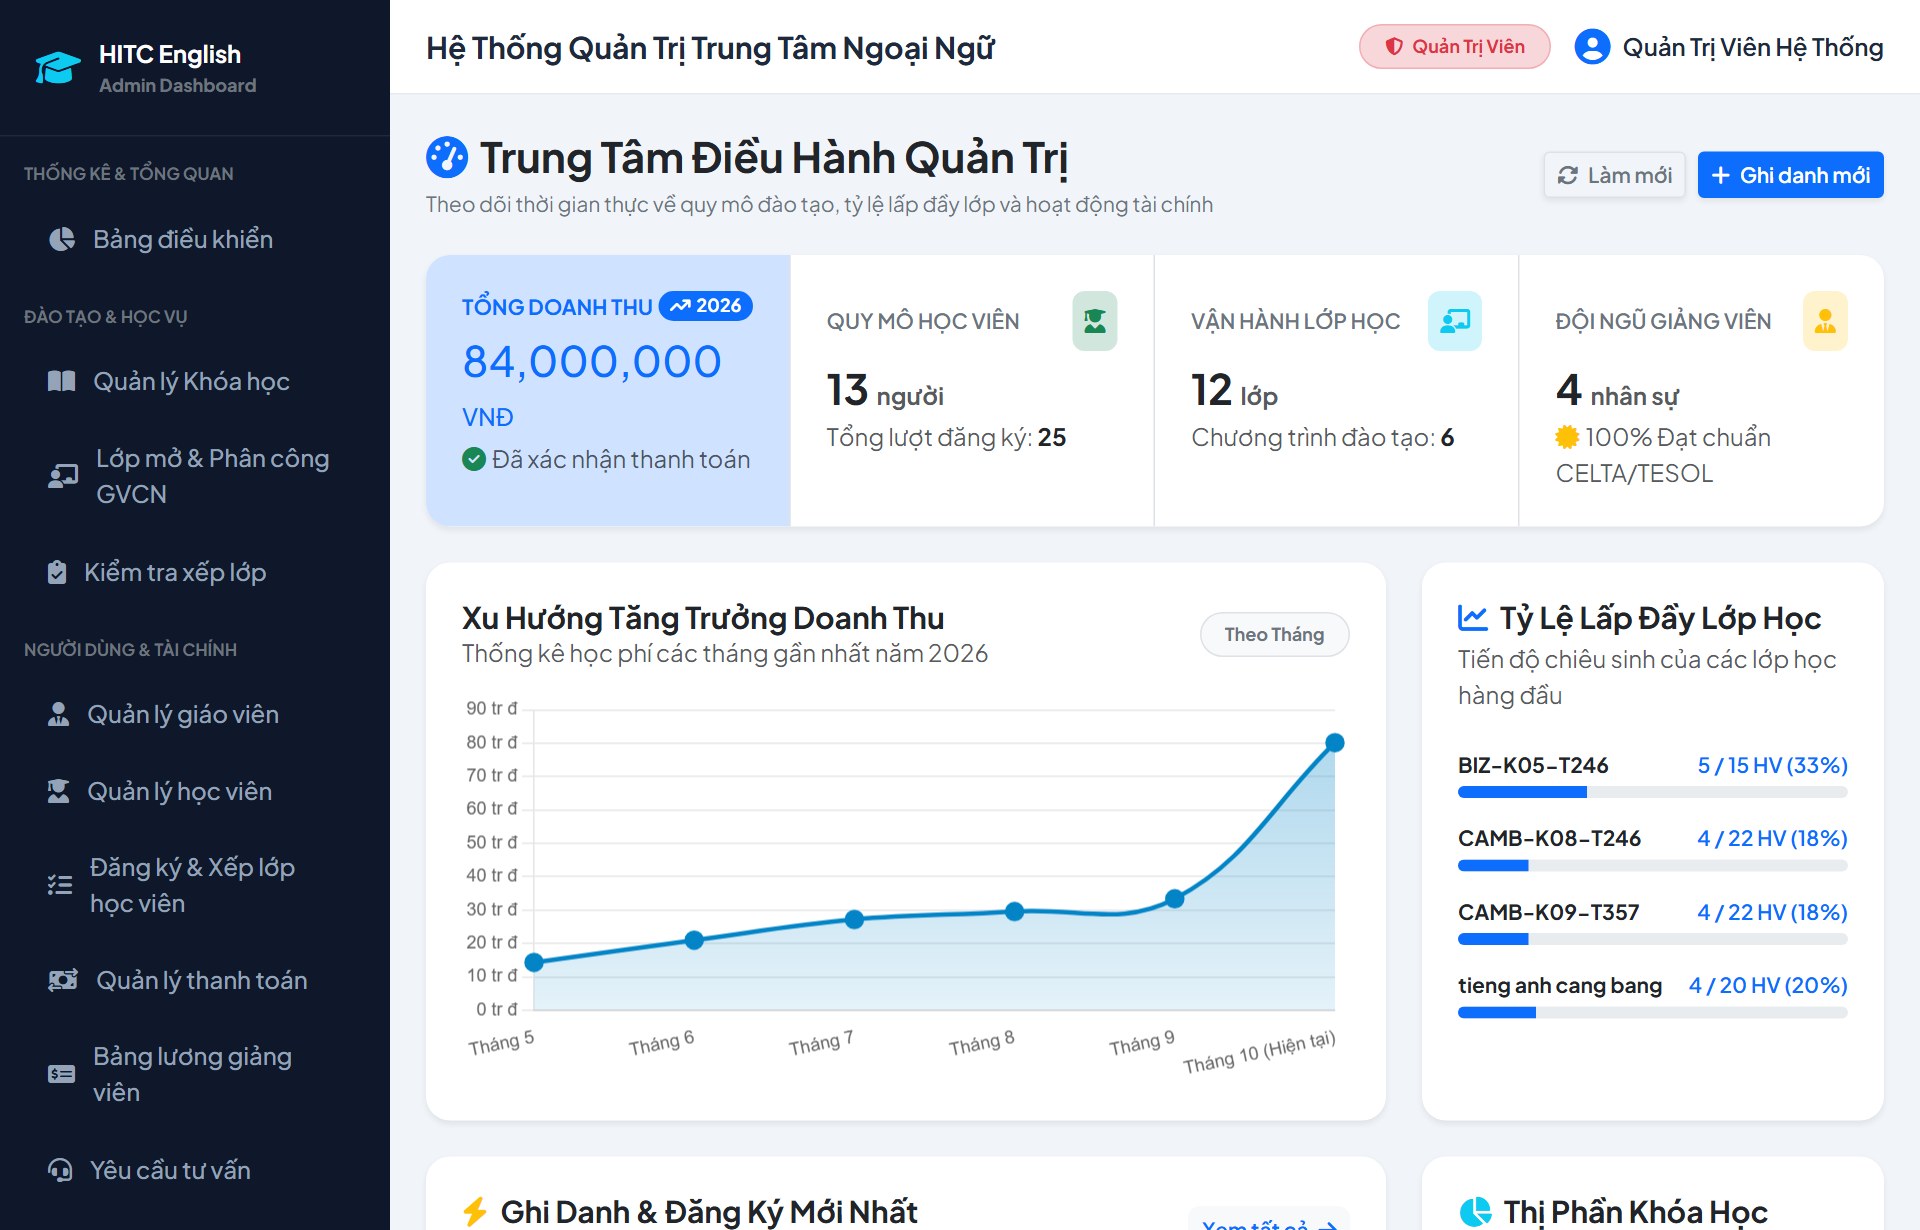 HITC English
Admin Dashboard
THỐNG KÊ & TỔNG QUAN
Bảng điều khiển
ĐÀO TẠO & HỌC VỤ
Quản lý Khóa học
Lớp mở & Phân công
GVCN
Kiểm tra xếp lớp
NGƯỜI DÙNG & TÀI CHÍNH
Quản lý giáo viên
Quản lý học viên
Đăng ký & Xếp lớp
học viên
Quản lý thanh toán
Bảng lương giảng
viên
Yêu cầu tư vấn
Hệ Thống Quản Trị Trung Tâm Ngoại Ngữ
Quản Trị Viên
Quản Trị Viên Hệ Thống
Trung Tâm Điều Hành Quản Trị
Theo dõi thời gian thực về quy mô đào tạo, tỷ lệ lấp đầy lớp và hoạt động tài chính
Làm mới
Ghi danh mới
TỔNG DOANH THU 2026
84,000,000
VNĐ
Đã xác nhận thanh toán
QUY MÔ HỌC VIÊN
13 người
Tổng lượt đăng ký: 25
VẬN HÀNH LỚP HỌC
12 lớp
Chương trình đào tạo: 6
ĐỘI NGŨ GIẢNG VIÊN
4 nhân sự
100% Đạt chuẩn
CELTA/TESOL
Xu Hướng Tăng Trưởng Doanh Thu
Thống kê học phí các tháng gần nhất năm 2026
Theo Tháng
90 tr đ
80 tr đ
70 tr đ
60 tr đ
50 tr đ
40 tr đ
30 tr đ
20 tr đ
10 tr đ
0 tr đ
Tháng 5
Tháng 6
Tháng 7
Tháng 8
Tháng 9
Tháng 10 (Hiện tại)
Tỷ Lệ Lấp Đầy Lớp Học
Tiến độ chiêu sinh của các lớp học
hàng đầu
BIZ-K05-T246 5 / 15 HV (33%)
CAMB-K08-T246 4 / 22 HV (18%)
CAMB-K09-T357 4 / 22 HV (18%)
tieng anh cang bang 4 / 20 HV (20%)
Ghi Danh & Đăng Ký Mới Nhất
Xem tất cả →
Thị Phần Khóa Học